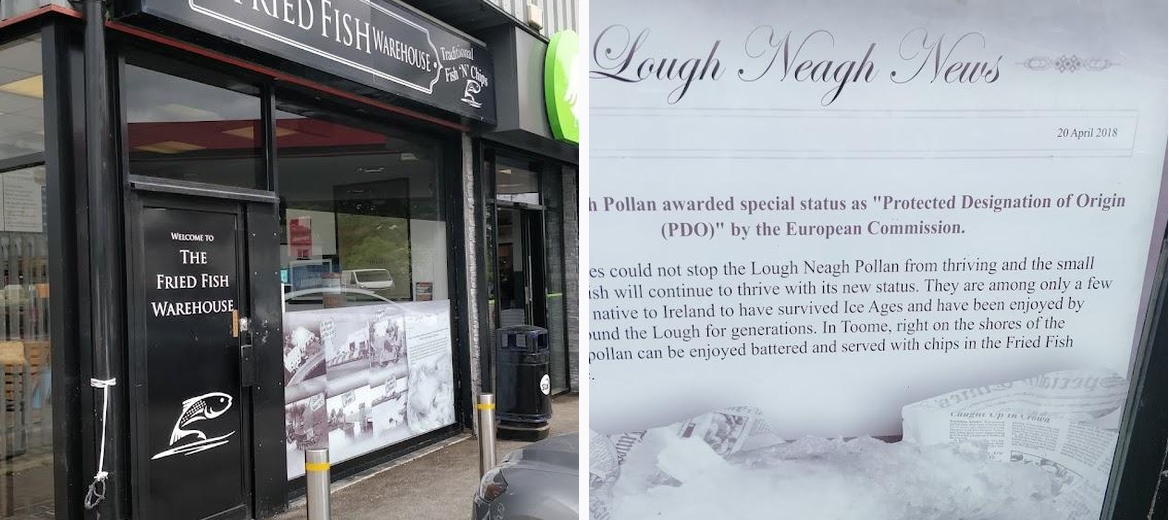 FRIED FISH WAREHOUSE
Traditional
Fish 'N' Chips
WELCOME TO
THE
FRIED FISH
WAREHOUSE
Lough Neagh News
20 April 2018
h Pollan awarded special status as "Protected Designation of Origin
(PDO)" by the European Commission.
es could not stop the Lough Neagh Pollan from thriving and the small
ish will continue to thrive with its new status. They are among only a few
native to Ireland to have survived Ice Ages and have been enjoyed by
ound the Lough for generations. In Toome, right on the shores of the
pollan can be enjoyed battered and served with chips in the Fried Fish
Caught Up in Crowd